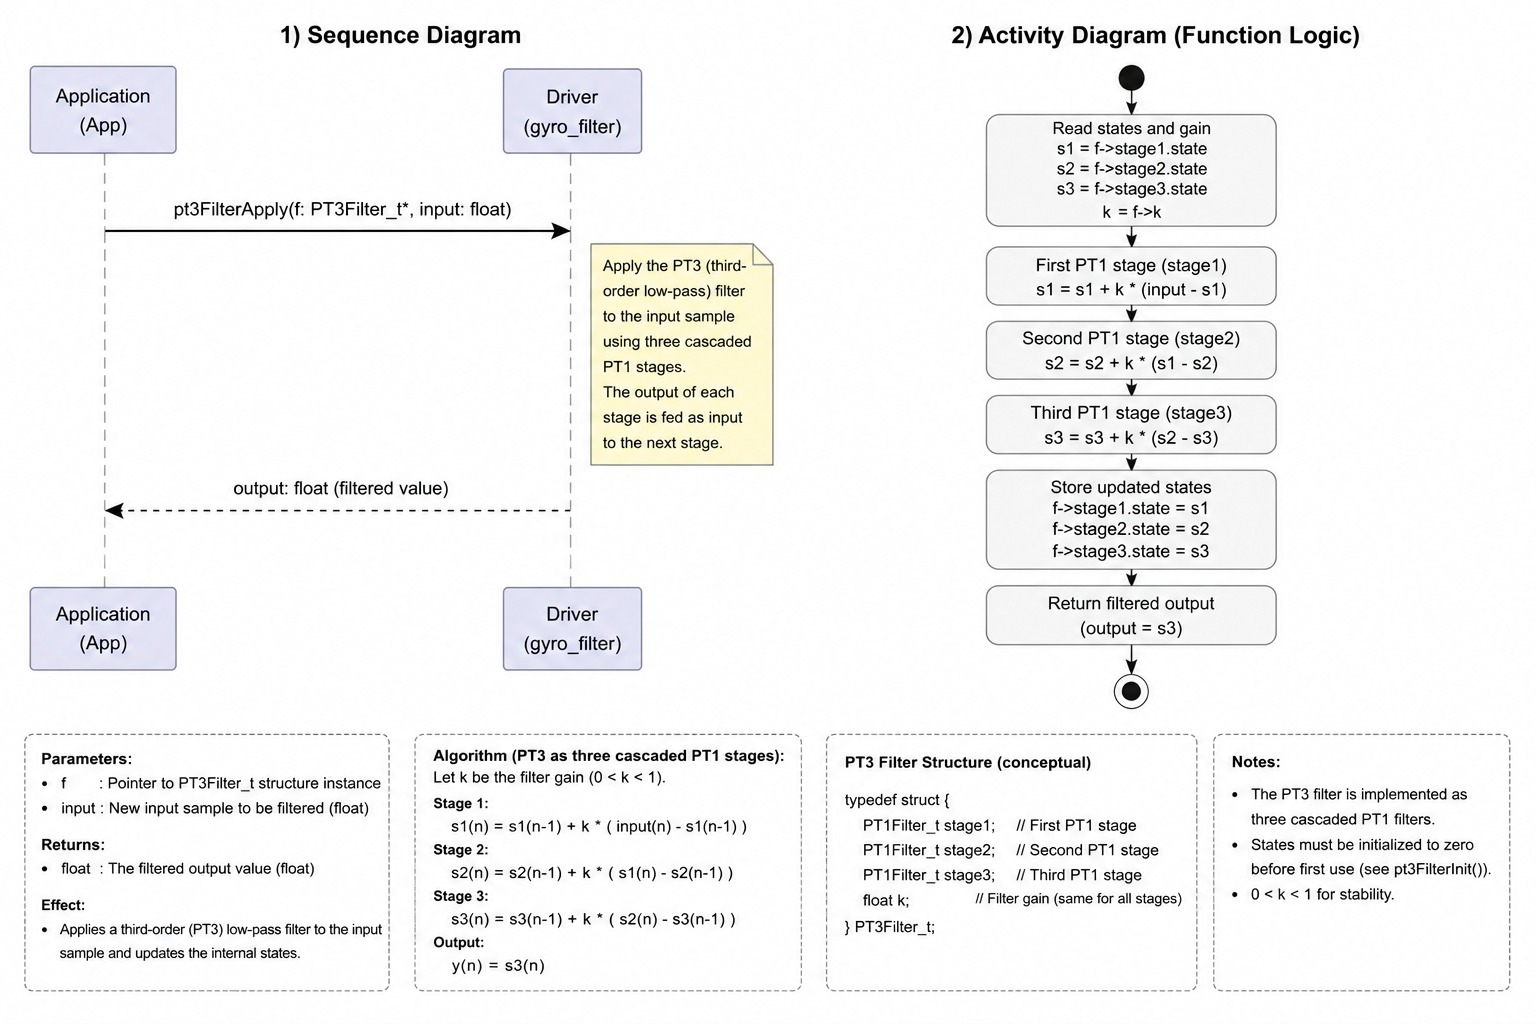 1) Sequence Diagram
Application
(App)
Driver
(gyro_filter)
pt3FilterApply(f: PT3Filter_t*, input: float)
Apply the PT3 (third-
order low-pass) filter
to the input sample
using three cascaded
PT1 stages.
The output of each
stage is fed as input
to the next stage.
output: float (filtered value)
Application
(App)
Driver
(gyro_filter)
2) Activity Diagram (Function Logic)
Read states and gain
s1 = f->stage1.state
s2 = f->stage2.state
s3 = f->stage3.state
k = f->k
First PT1 stage (stage1)
s1 = s1 + k * (input - s1)
Second PT1 stage (stage2)
s2 = s2 + k * (s1 - s2)
Third PT1 stage (stage3)
s3 = s3 + k * (s2 - s3)
Store updated states
f->stage1.state = s1
f->stage2.state = s2
f->stage3.state = s3
Return filtered output
(output = s3)
Parameters:
• f : Pointer to PT3Filter_t structure instance
• input : New input sample to be filtered (float)
Returns:
• float : The filtered output value (float)
Effect:
• Applies a third-order (PT3) low-pass filter to the input
sample and updates the internal states.
Algorithm (PT3 as three cascaded PT1 stages):
Let k be the filter gain (0 < k < 1).
Stage 1:
s1(n) = s1(n-1) + k * ( input(n) - s1(n-1) )
Stage 2:
s2(n) = s2(n-1) + k * ( s1(n) - s2(n-1) )
Stage 3:
s3(n) = s3(n-1) + k * ( s2(n) - s3(n-1) )
Output:
y(n) = s3(n)
PT3 Filter Structure (conceptual)
typedef struct {
PT1Filter_t stage1; // First PT1 stage
PT1Filter_t stage2; // Second PT1 stage
PT1Filter_t stage3; // Third PT1 stage
float k; // Filter gain (same for all stages)
} PT3Filter_t;
Notes:
• The PT3 filter is implemented as
three cascaded PT1 filters.
• States must be initialized to zero
before first use (see pt3FilterInit()).
• 0 < k < 1 for stability.